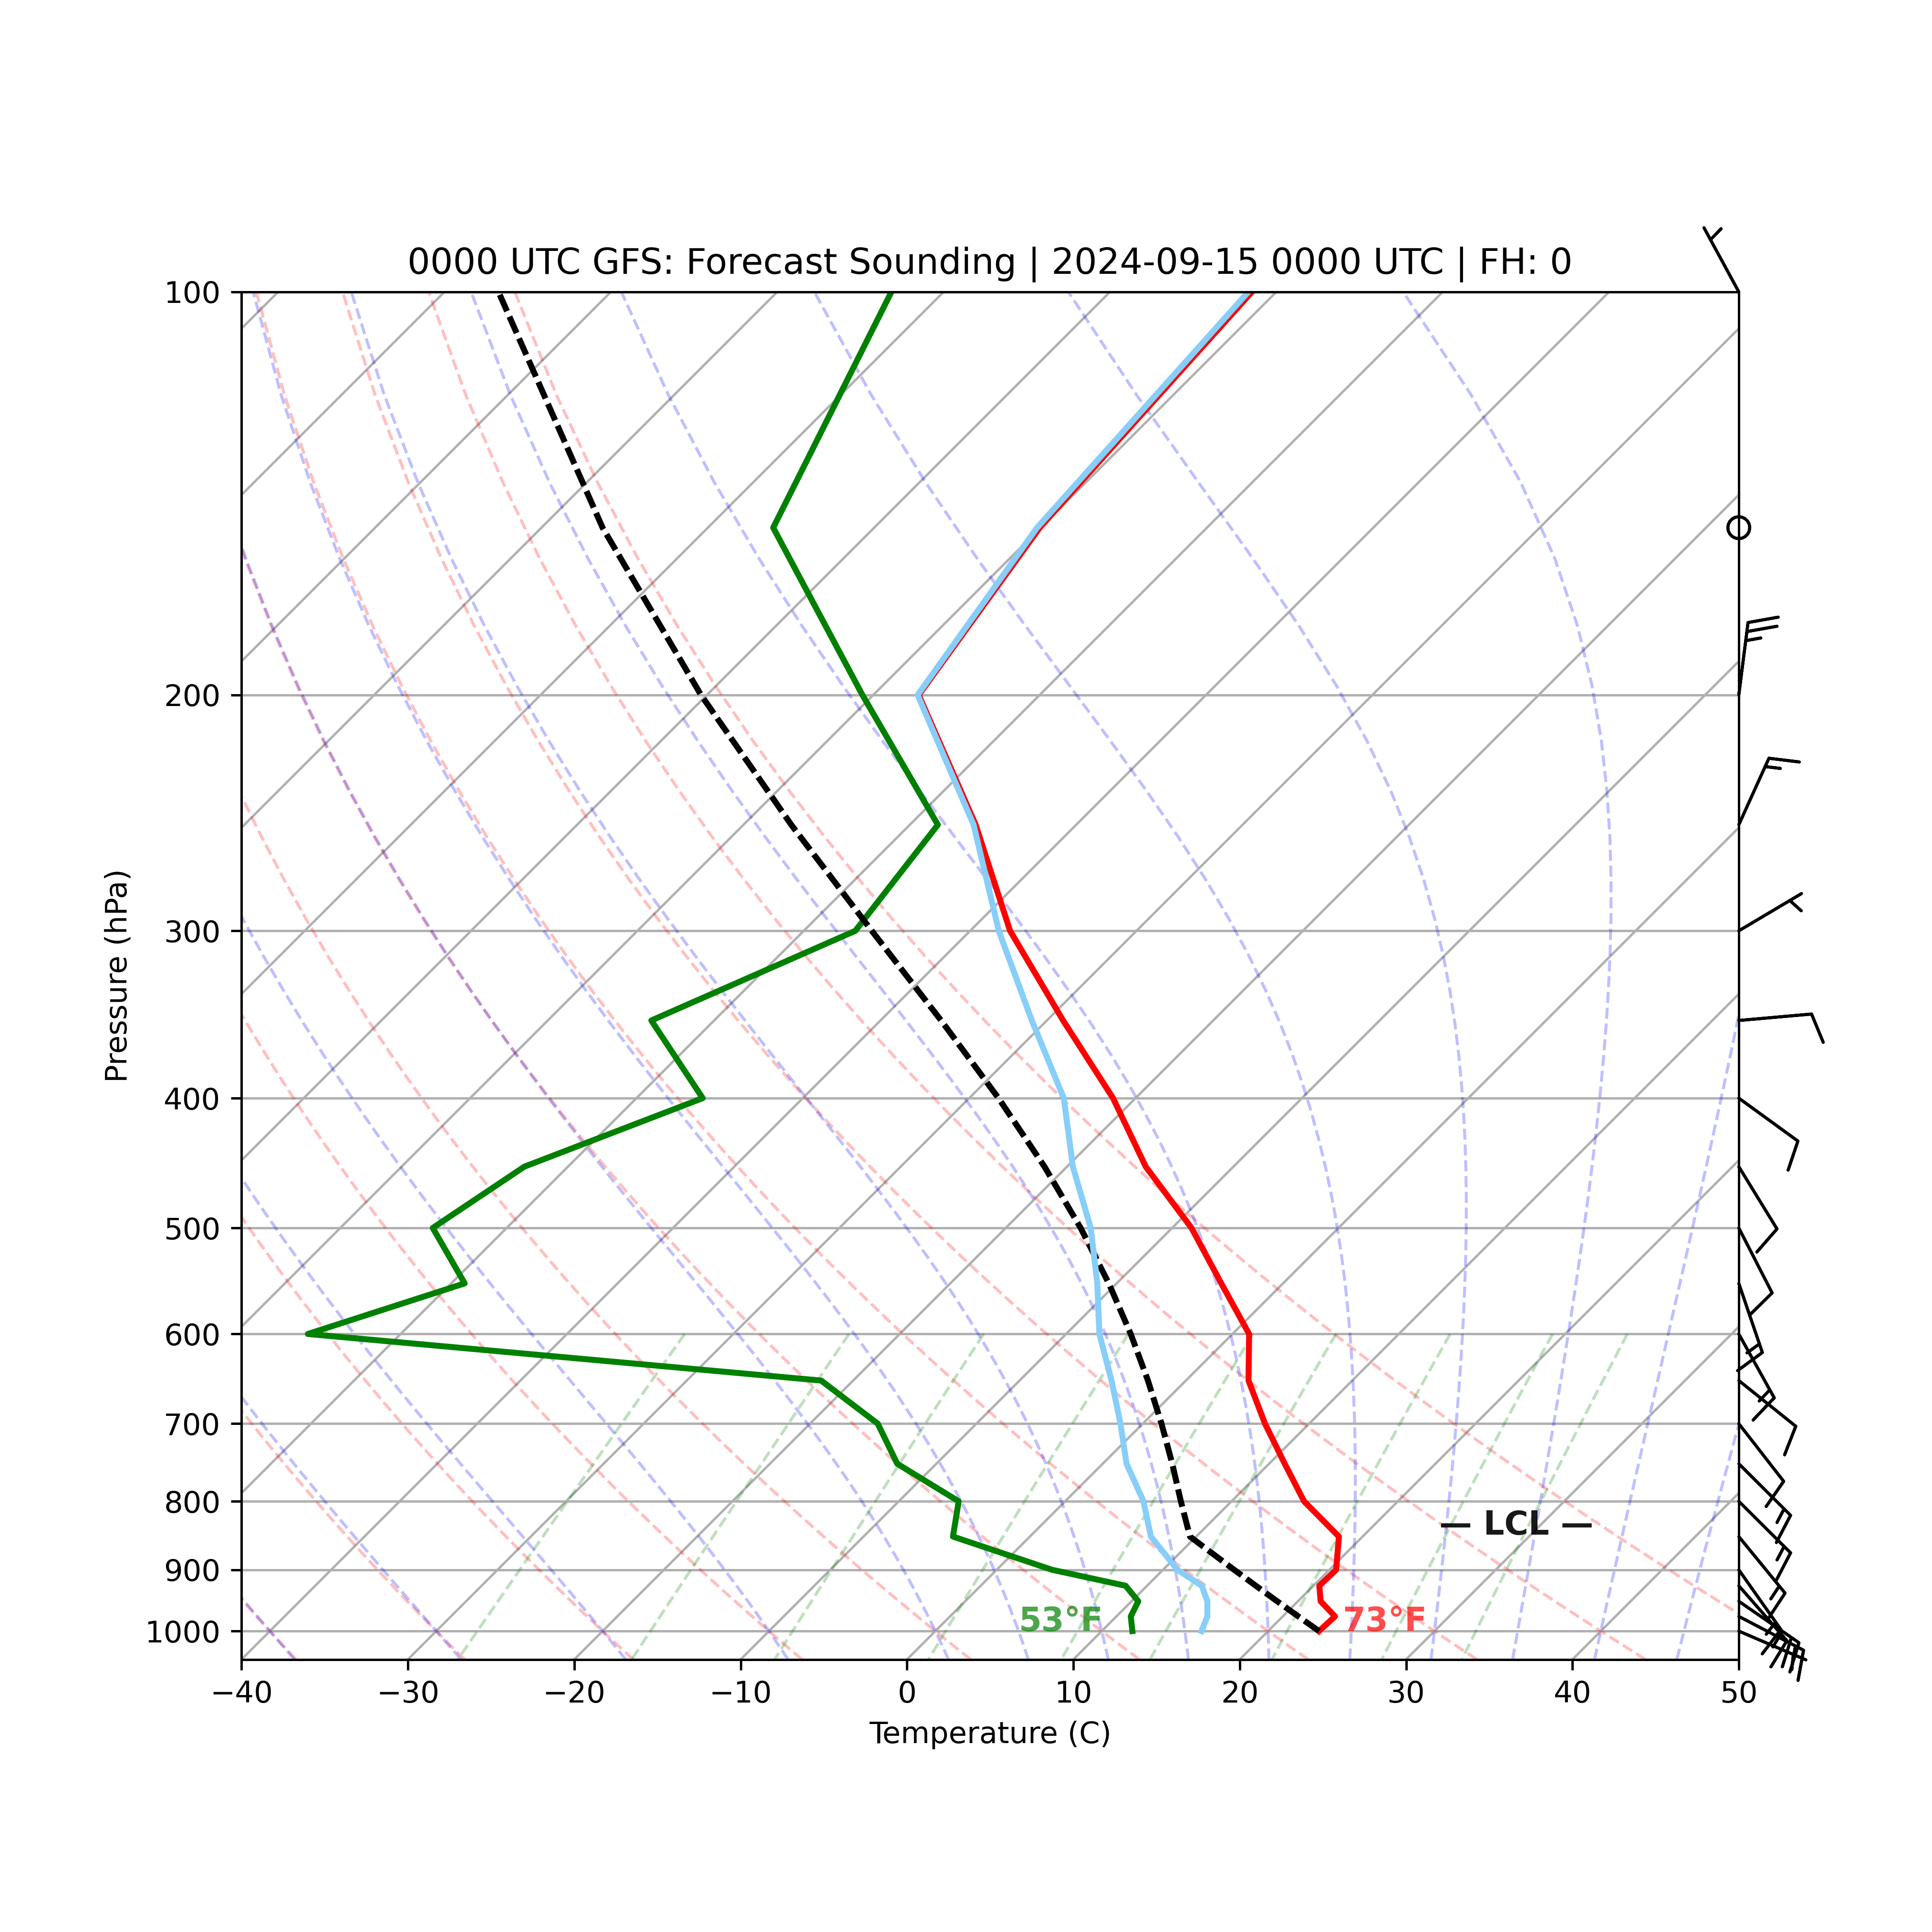 0000 UTC GFS: Forecast Sounding | 2024-09-15 0000 UTC | FH: 0
100
200
300
400
500
600
700
800
900
1000
Pressure (hPa)
— LCL —
53°F
73°F
−40 −30 −20 −10 0 10 20 30 40 50
Temperature (C)